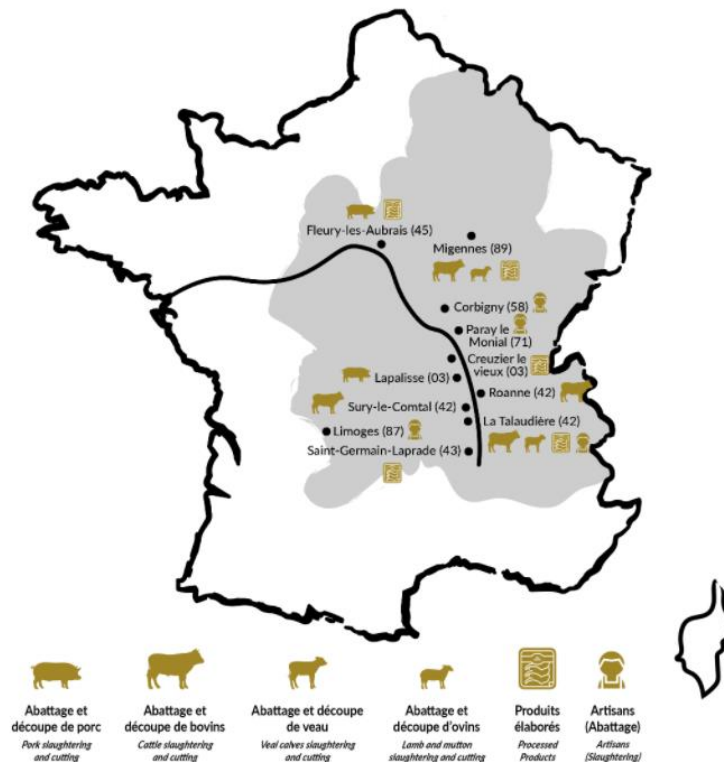 Fleury-les-Aubrais (45)
Migennes (89)
Corbigny (58)
Paray le
Monial (71)
Creuzier le
vieux (03)
Lapalisse (03)
Roanne (42)
Sury-le-Comtal (42)
La Talaudière (42)
Limoges (87)
Saint-Germain-Laprade (43)
Abattage et
découpe de porc
Pork slaughtering
and cutting
Abattage et
découpe de bovins
Cattle slaughtering
and cutting
Abattage et découpe
de veau
Veal calves slaughtering
and cutting
Abattage et
découpe d'ovins
Lamb and mutton
slaughtering and cutting
Produits
élaborés
Processed
Products
Artisans
(Abattage)
Artisans
(Slaughtering)